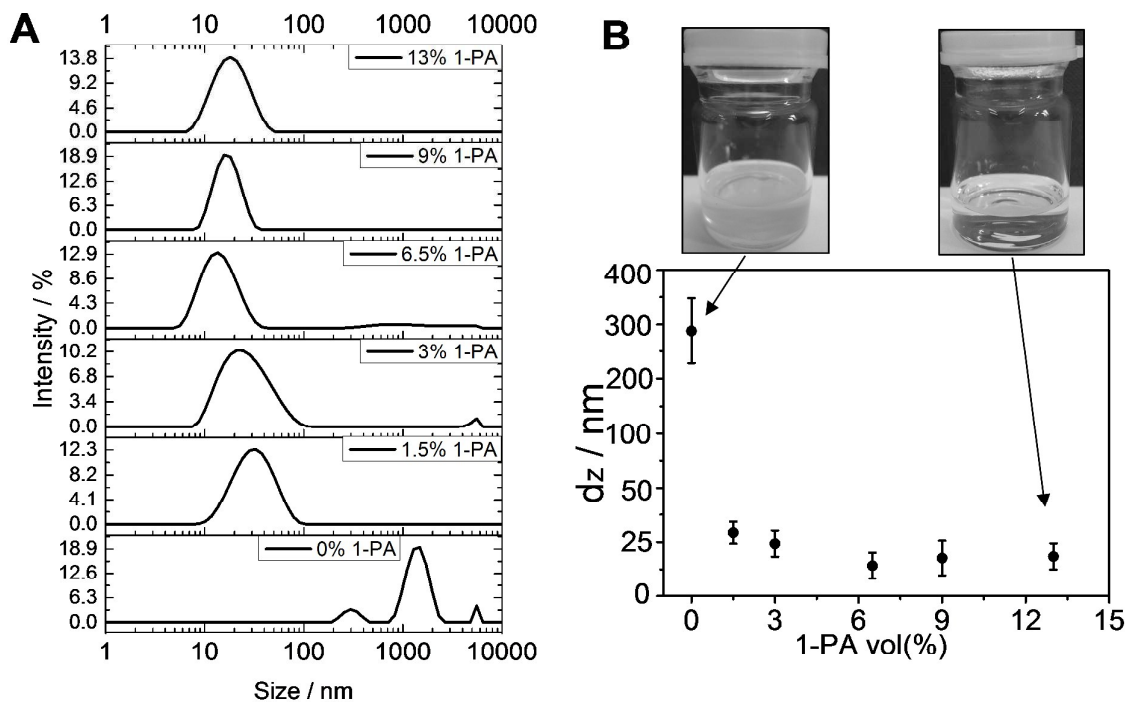 A
1 10 100 1000 10000
13.8
9.2
4.6
0.0
13% 1-PA
18.9
12.6
6.3
0.0
9% 1-PA
12.9
8.6
4.3
0.0
6.5% 1-PA
10.2
6.8
3.4
0.0
3% 1-PA
12.3
8.2
4.1
0.0
1.5% 1-PA
18.9
12.6
6.3
0.0
0% 1-PA
1 10 100 1000 10000
Intensity / %
Size / nm
B
400
300
200
100
50
25
0
dz / nm
0 3 6 9 12 15
1-PA vol(%)